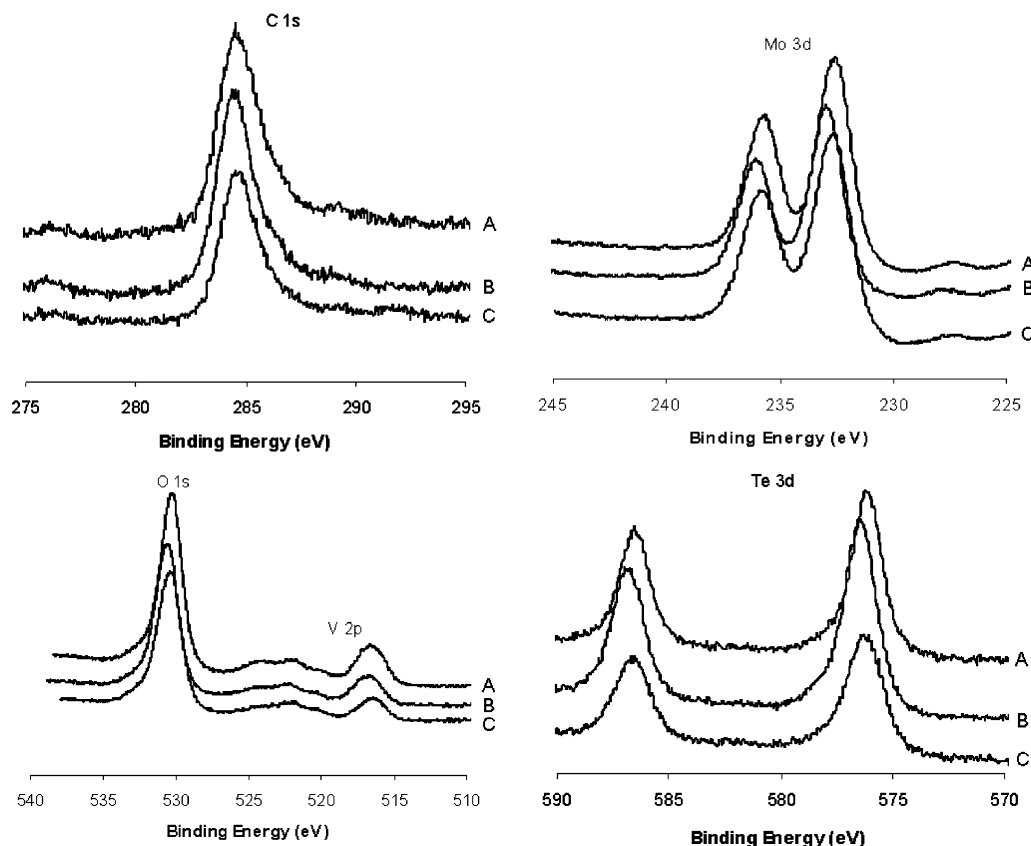 C 1s
A
B
C
275 280 285 290 295
Binding Energy (eV)
Mo 3d
A
B
C
245 240 235 230 225
Binding Energy (eV)
O 1s
V 2p
A
B
C
540 535 530 525 520 515 510
Binding Energy (eV)
Te 3d
A
B
C
590 585 580 575 570
Binding Energy (eV)